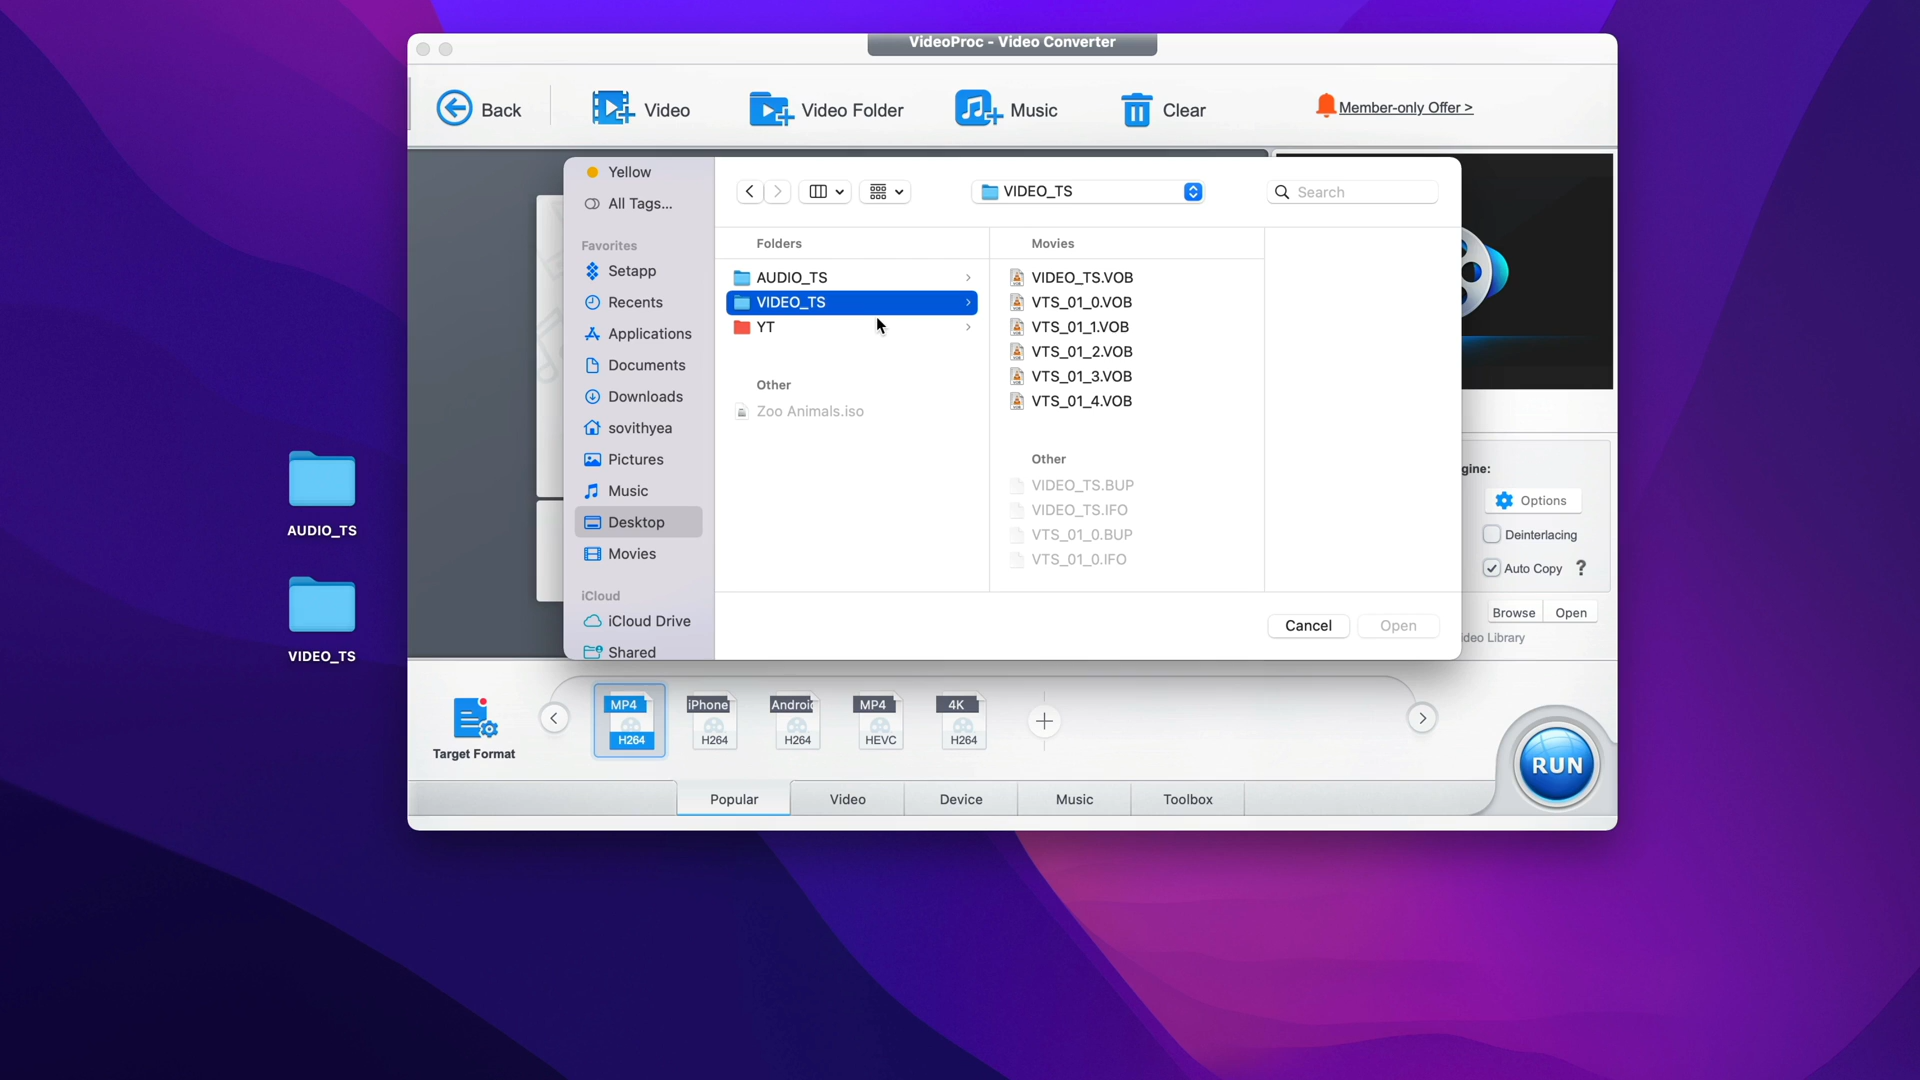 VideoProc - Video Converter
Back
Video
Video Folder
Music
Clear
Member-only Offer >
Yellow
All Tags...
Favorites
Setapp
Recents
Applications
Documents
Downloads
sovithyea
Pictures
Music
Desktop
Movies
iCloud
iCloud Drive
Shared
VIDEO_TS
Search
Folders
AUDIO_TS
VIDEO_TS
YT
Other
Zoo Animals.iso
Movies
VIDEO_TS.VOB
VTS_01_0.VOB
VTS_01_1.VOB
VTS_01_2.VOB
VTS_01_3.VOB
VTS_01_4.VOB
Other
VIDEO_TS.BUP
VIDEO_TS.IFO
VTS_01_0.BUP
VTS_01_0.IFO
Cancel
Open
gine:
Options
Deinterlacing
Auto Copy ?
Browse
Open
ideo Library
AUDIO_TS
VIDEO_TS
Target Format
MP4
H264
iPhone
H264
Android
H264
MP4
HEVC
4K
H264
RUN
Popular
Video
Device
Music
Toolbox